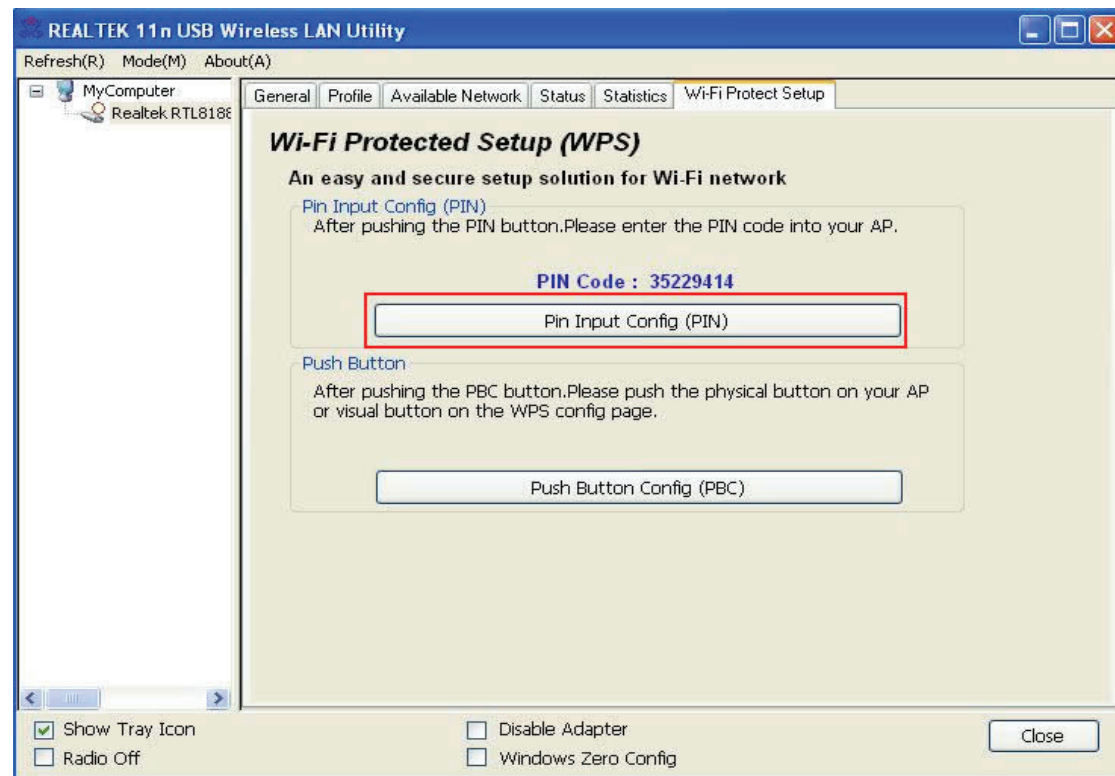 REALTEK 11n USB Wireless LAN Utility
Refresh(R) Mode(M) About(A)
MyComputer
Realtek RTL8188
General Profile Available Network Status Statistics Wi-Fi Protect Setup
Wi-Fi Protected Setup (WPS)
An easy and secure setup solution for Wi-Fi network
Pin Input Config (PIN)
After pushing the PIN button.Please enter the PIN code into your AP.
PIN Code : 35229414
Pin Input Config (PIN)
Push Button
After pushing the PBC button.Please push the physical button on your AP
or visual button on the WPS config page.
Push Button Config (PBC)
Show Tray Icon
Radio Off
Disable Adapter
Windows Zero Config
Close